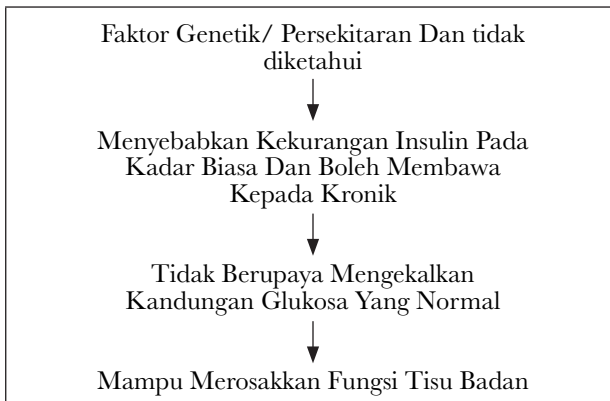 Faktor Genetik/ Persekitaran Dan tidak
diketahui
Menyebabkan Kekurangan Insulin Pada
Kadar Biasa Dan Boleh Membawa
Kepada Kronik
Tidak Berupaya Mengekalkan
Kandungan Glukosa Yang Normal
Mampu Merosakkan Fungsi Tisu Badan